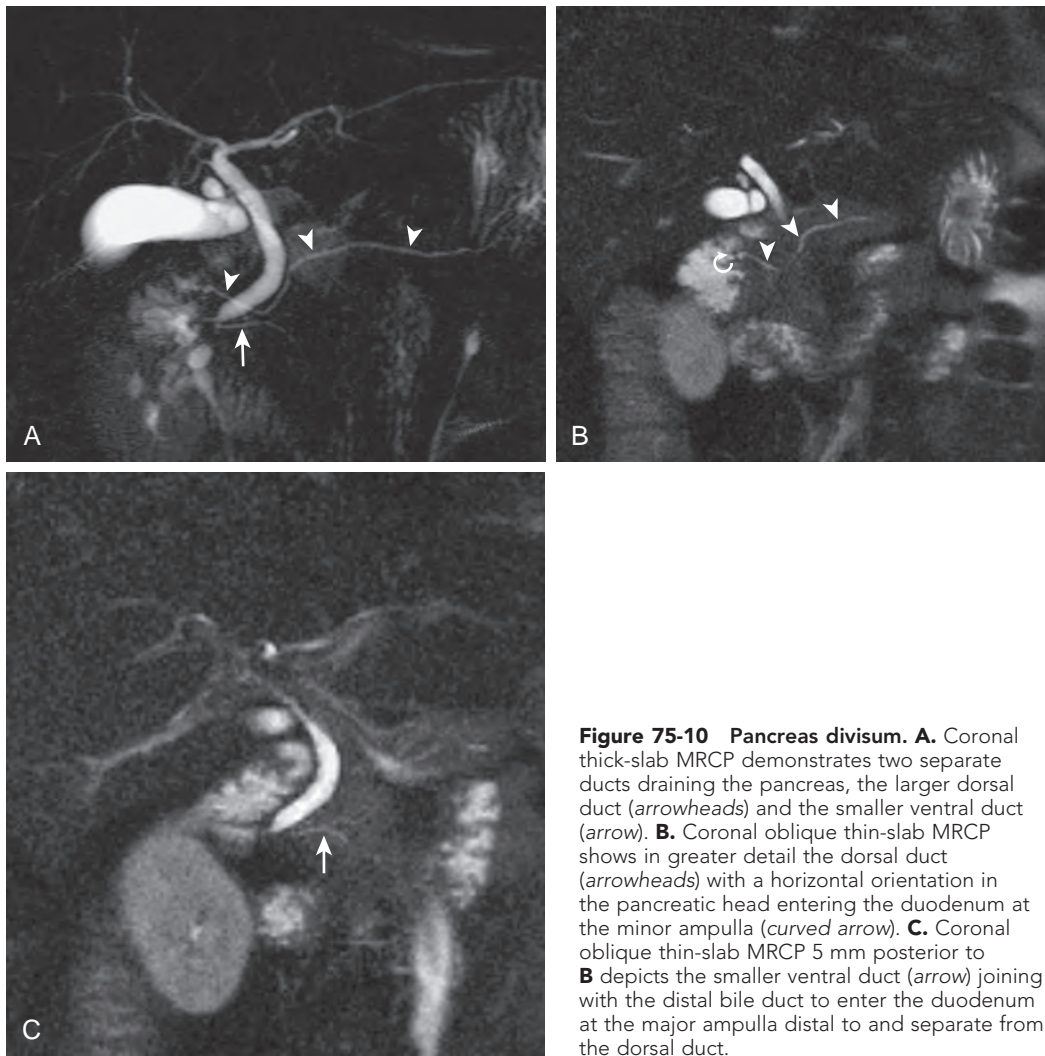 A
B
C
Figure 75-10 Pancreas divisum. A. Coronal
thick-slab MRCP demonstrates two separate
ducts draining the pancreas, the larger dorsal
duct (arrowheads) and the smaller ventral duct
(arrow). B. Coronal oblique thin-slab MRCP
shows in greater detail the dorsal duct
(arrowheads) with a horizontal orientation in
the pancreatic head entering the duodenum at
the minor ampulla (curved arrow). C. Coronal
oblique thin-slab MRCP 5 mm posterior to
B depicts the smaller ventral duct (arrow) joining
with the distal bile duct to enter the duodenum
at the major ampulla distal to and separate from
the dorsal duct.